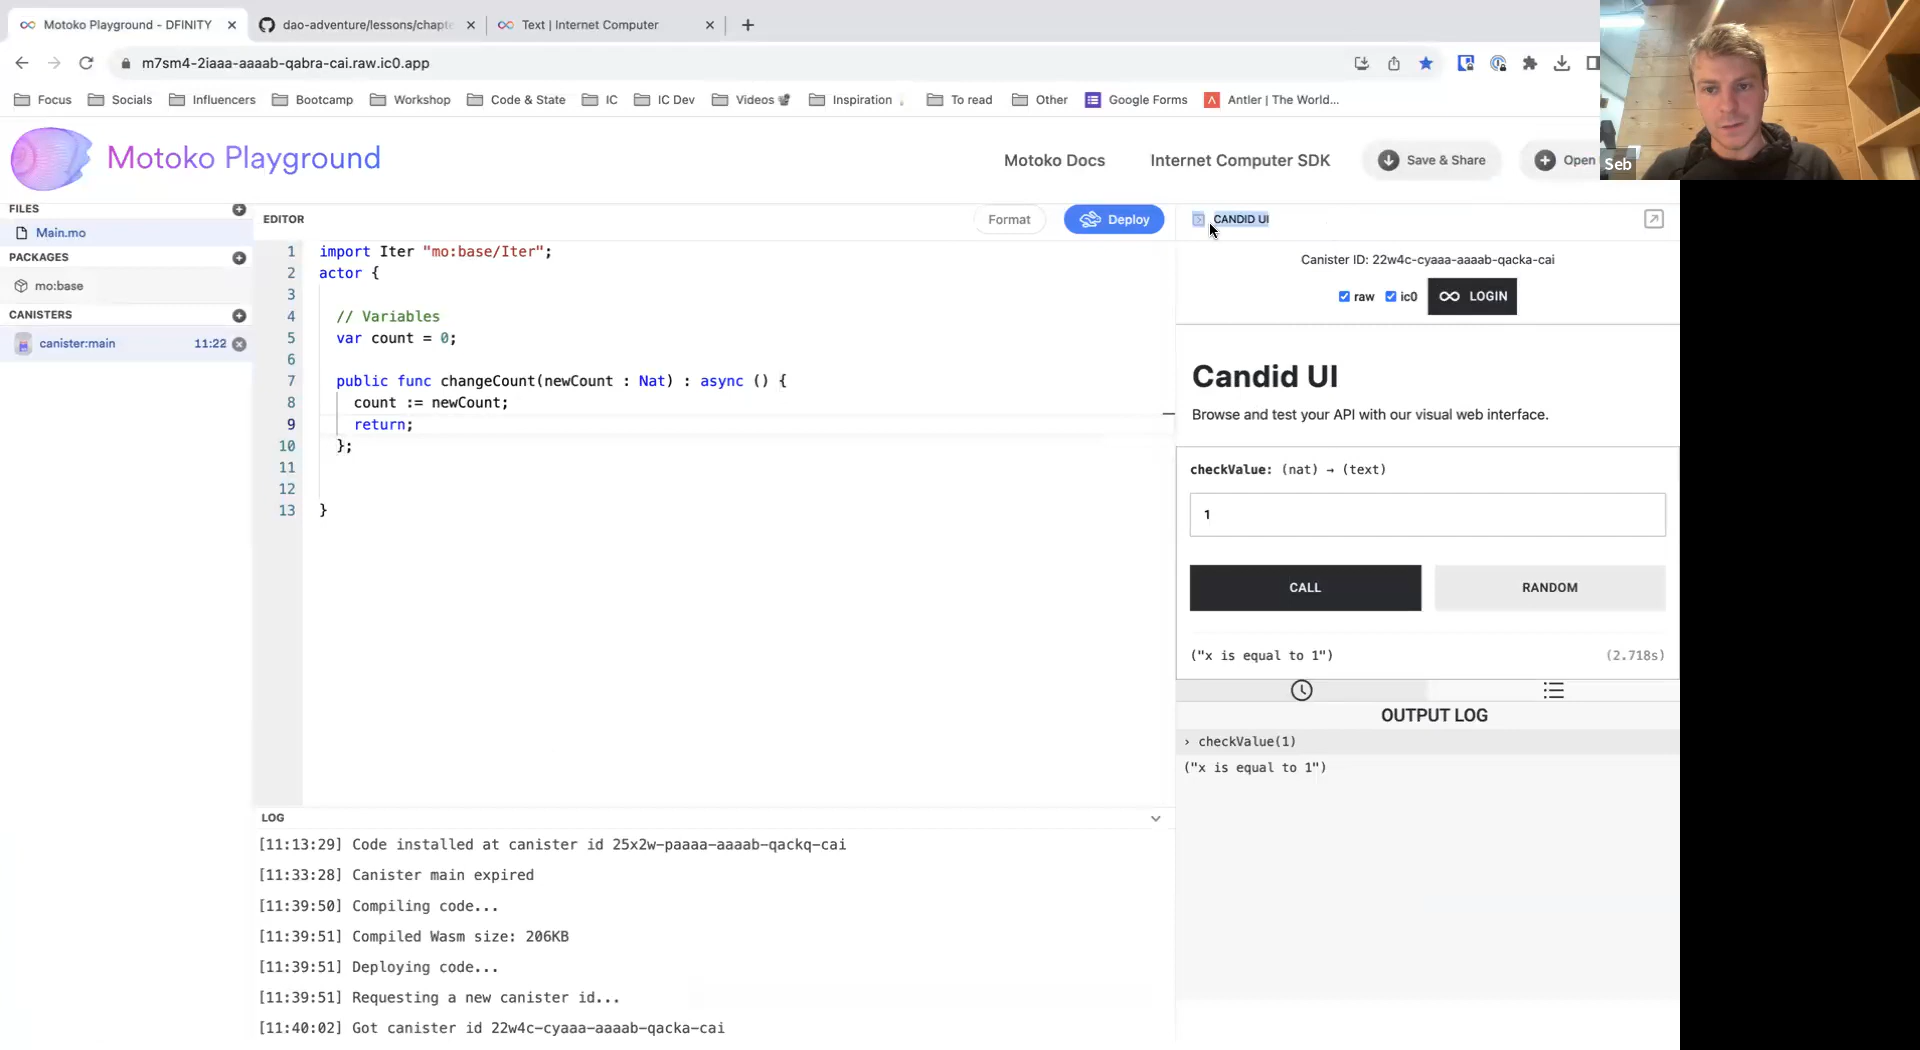 Motoko Playground - DFINITY
dao-adventure/lessons/chapte
Text | Internet Computer
m7sm4-2iaaa-aaaab-qabra-cai.raw.ic0.app
Focus
Socials
Influencers
Bootcamp
Workshop
Code & State
IC
IC Dev
Videos
Inspiration
To read
Other
Google Forms
Antler | The World...
Seb
Motoko Playground
Motoko Docs
Internet Computer SDK
Save & Share
Open
FILES
Main.mo
PACKAGES
mo:base
CANISTERS
canister:main 11:22
EDITOR
Format
Deploy
1 import Iter "mo:base/Iter";
2 actor {
3
4 // Variables
5 var count = 0;
6
7 public func changeCount(newCount : Nat) : async () {
8 count := newCount;
9 return;
10 };
11
12
13 }
LOG
[11:13:29] Code installed at canister id 25x2w-paaaa-aaaab-qackq-cai
[11:33:28] Canister main expired
[11:39:50] Compiling code...
[11:39:51] Compiled Wasm size: 206KB
[11:39:51] Deploying code...
[11:39:51] Requesting a new canister id...
[11:40:02] Got canister id 22w4c-cyaaa-aaaab-qacka-cai
CANDID UI
Canister ID: 22w4c-cyaaa-aaaab-qacka-cai
raw ic0 LOGIN
Candid UI
Browse and test your API with our visual web interface.
checkValue: (nat) → (text)
1
CALL
RANDOM
("x is equal to 1") (2.718s)
OUTPUT LOG
› checkValue(1)
("x is equal to 1")